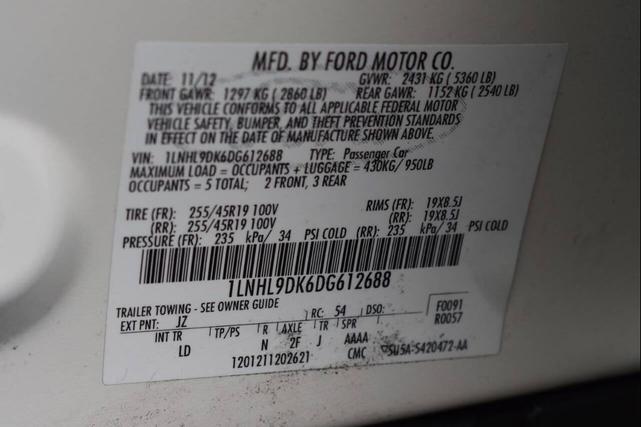 MFD. BY FORD MOTOR CO.
DATE: 11/12 GVWR: 2431 KG ( 5360 LB)
FRONT GAWR: 1297 KG ( 2860 LB) REAR GAWR: 1152 KG ( 2540 LB)
THIS VEHICLE CONFORMS TO ALL APPLICABLE FEDERAL MOTOR
VEHICLE SAFETY, BUMPER, AND THEFT PREVENTION STANDARDS
IN EFFECT ON THE DATE OF MANUFACTURE SHOWN ABOVE.
VIN: 1LNHL9DK6DG612688 TYPE: Passenger Car
MAXIMUM LOAD = OCCUPANTS + LUGGAGE = 430KG/ 950LB
OCCUPANTS = 5 TOTAL; 2 FRONT, 3 REAR
TIRE (FR): 255/45R19 100V RIMS (FR): 19X8.5J
(RR): 255/45R19 100V (RR): 19X8.5J
PRESSURE (FR): 235 kPa/ 34 PSI COLD (RR): 235 kPa/ 34 PSI COLD
1LNHL9DK6DG612688
TRAILER TOWING - SEE OWNER GUIDE
EXT PNT: JZ RC: 54 DSO: F0091
R0057
INT TR TP/PS R AXLE TR SPR
LD N 2F J AAAA
1201211202621 CMC 5U5A-S420472-AA